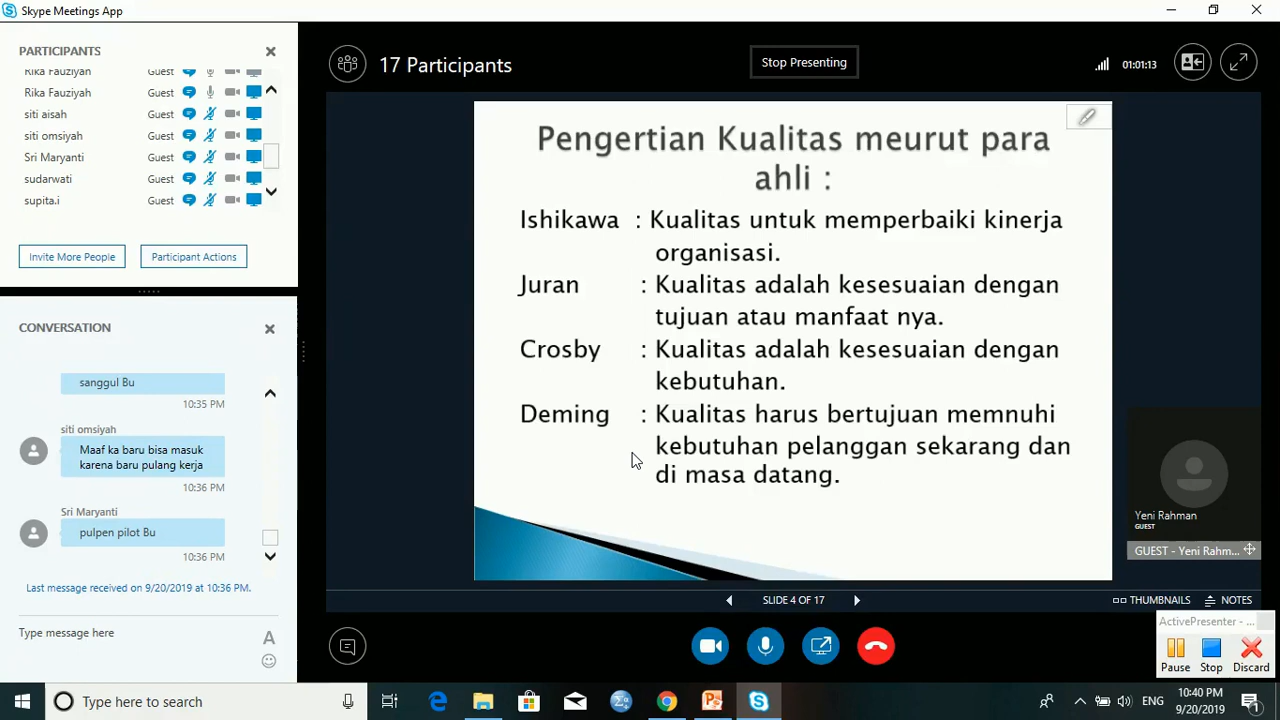 Skype Meetings App
PARTICIPANTS
Rika Fauziyah Guest
Rika Fauziyah Guest
siti aisah Guest
siti omsiyah Guest
Sri Maryanti Guest
sudarwati Guest
supita.i Guest
Invite More People Participant Actions
CONVERSATION
sanggul Bu
10:35 PM
siti omsiyah
Maaf ka baru bisa masuk
karena baru pulang kerja
10:36 PM
Sri Maryanti
pulpen pilot Bu
10:36 PM
Last message received on 9/20/2019 at 10:36 PM.
Type message here
A
17 Participants
Stop Presenting
01:01:13
Pengertian Kualitas meurut para
ahli :
Ishikawa : Kualitas untuk memperbaiki kinerja
organisasi.
Juran : Kualitas adalah kesesuaian dengan
tujuan atau manfaat nya.
Crosby : Kualitas adalah kesesuaian dengan
kebutuhan.
Deming : Kualitas harus bertujuan memnuhi
kebutuhan pelanggan sekarang dan
di masa datang.
Yeni Rahman
GUEST
GUEST - Yeni Rahm...
SLIDE 4 OF 17
THUMBNAILS NOTES
ActivePresenter - ...
Pause Stop Discard
Type here to search
ENG
10:40 PM
9/20/2019
1